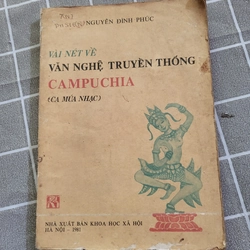 NGUYỄN ĐÌNH PHÚC
VÀI NÉT VỀ
VĂN NGHỆ TRUYỀN THỐNG
CAMPUCHIA
(CA MÚA NHẠC)
NHÀ XUẤT BẢN KHOA HỌC XÃ HỘI
HÀ NỘI - 1981